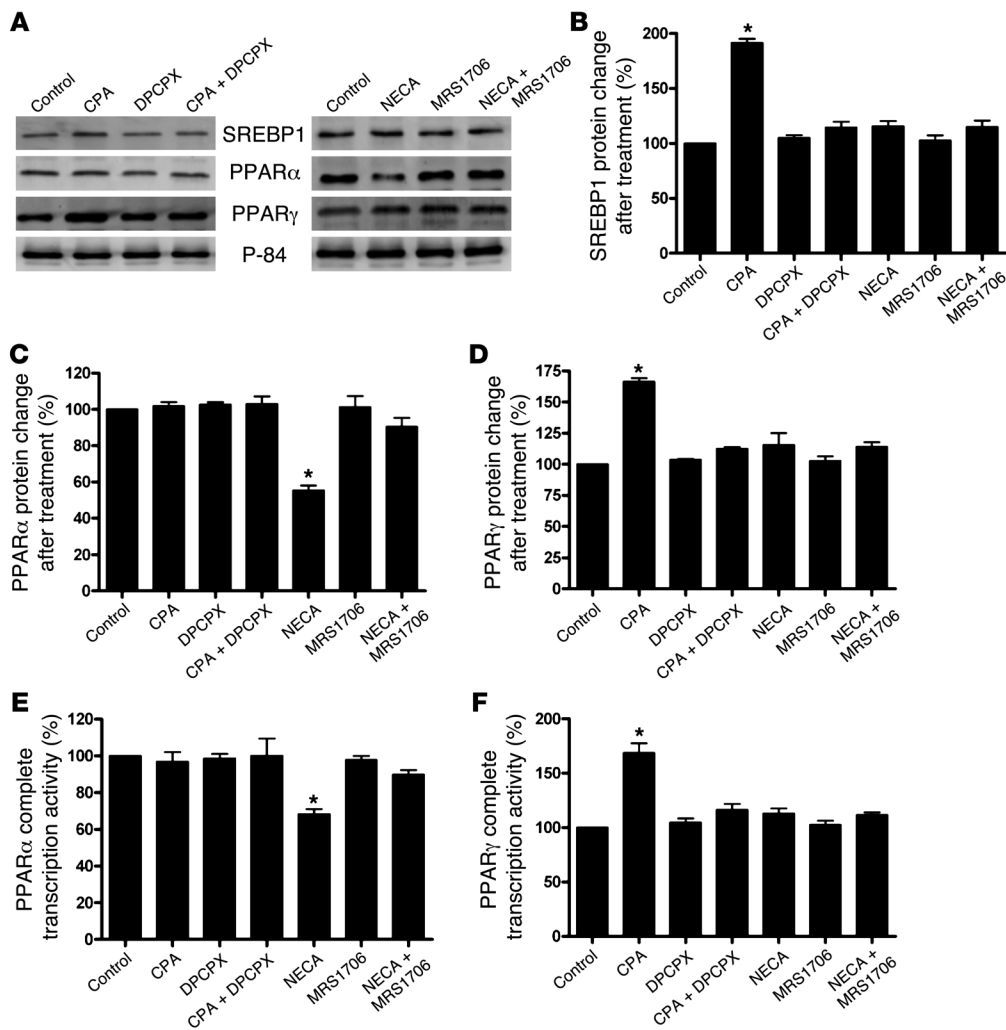 A
Control
CPA
DPCPX
CPA + DPCPX
Control
NECA
MRS1706
NECA +
MRS1706
SREBP1
PPARα
PPARγ
P-84
B
SREBP1 protein change
after treatment (%)
200
150
100
50
0
Control
CPA
DPCPX
CPA + DPCPX
NECA
MRS1706
NECA +
MRS1706
*
C
PPARα protein change
after treatment (%)
120
100
80
60
40
20
0
Control
CPA
DPCPX
CPA + DPCPX
NECA
MRS1706
NECA +
MRS1706
*
D
PPARγ protein change
after treatment (%)
175
150
125
100
75
50
25
0
Control
CPA
DPCPX
CPA + DPCPX
NECA
MRS1706
NECA +
MRS1706
*
E
PPARα complete
transcription activity (%)
120
100
80
60
40
20
0
Control
CPA
DPCPX
CPA + DPCPX
NECA
MRS1706
NECA +
MRS1706
*
F
PPARγ complete
transcription activity (%)
200
150
100
50
0
Control
CPA
DPCPX
CPA + DPCPX
NECA
MRS1706
NECA +
MRS1706
*